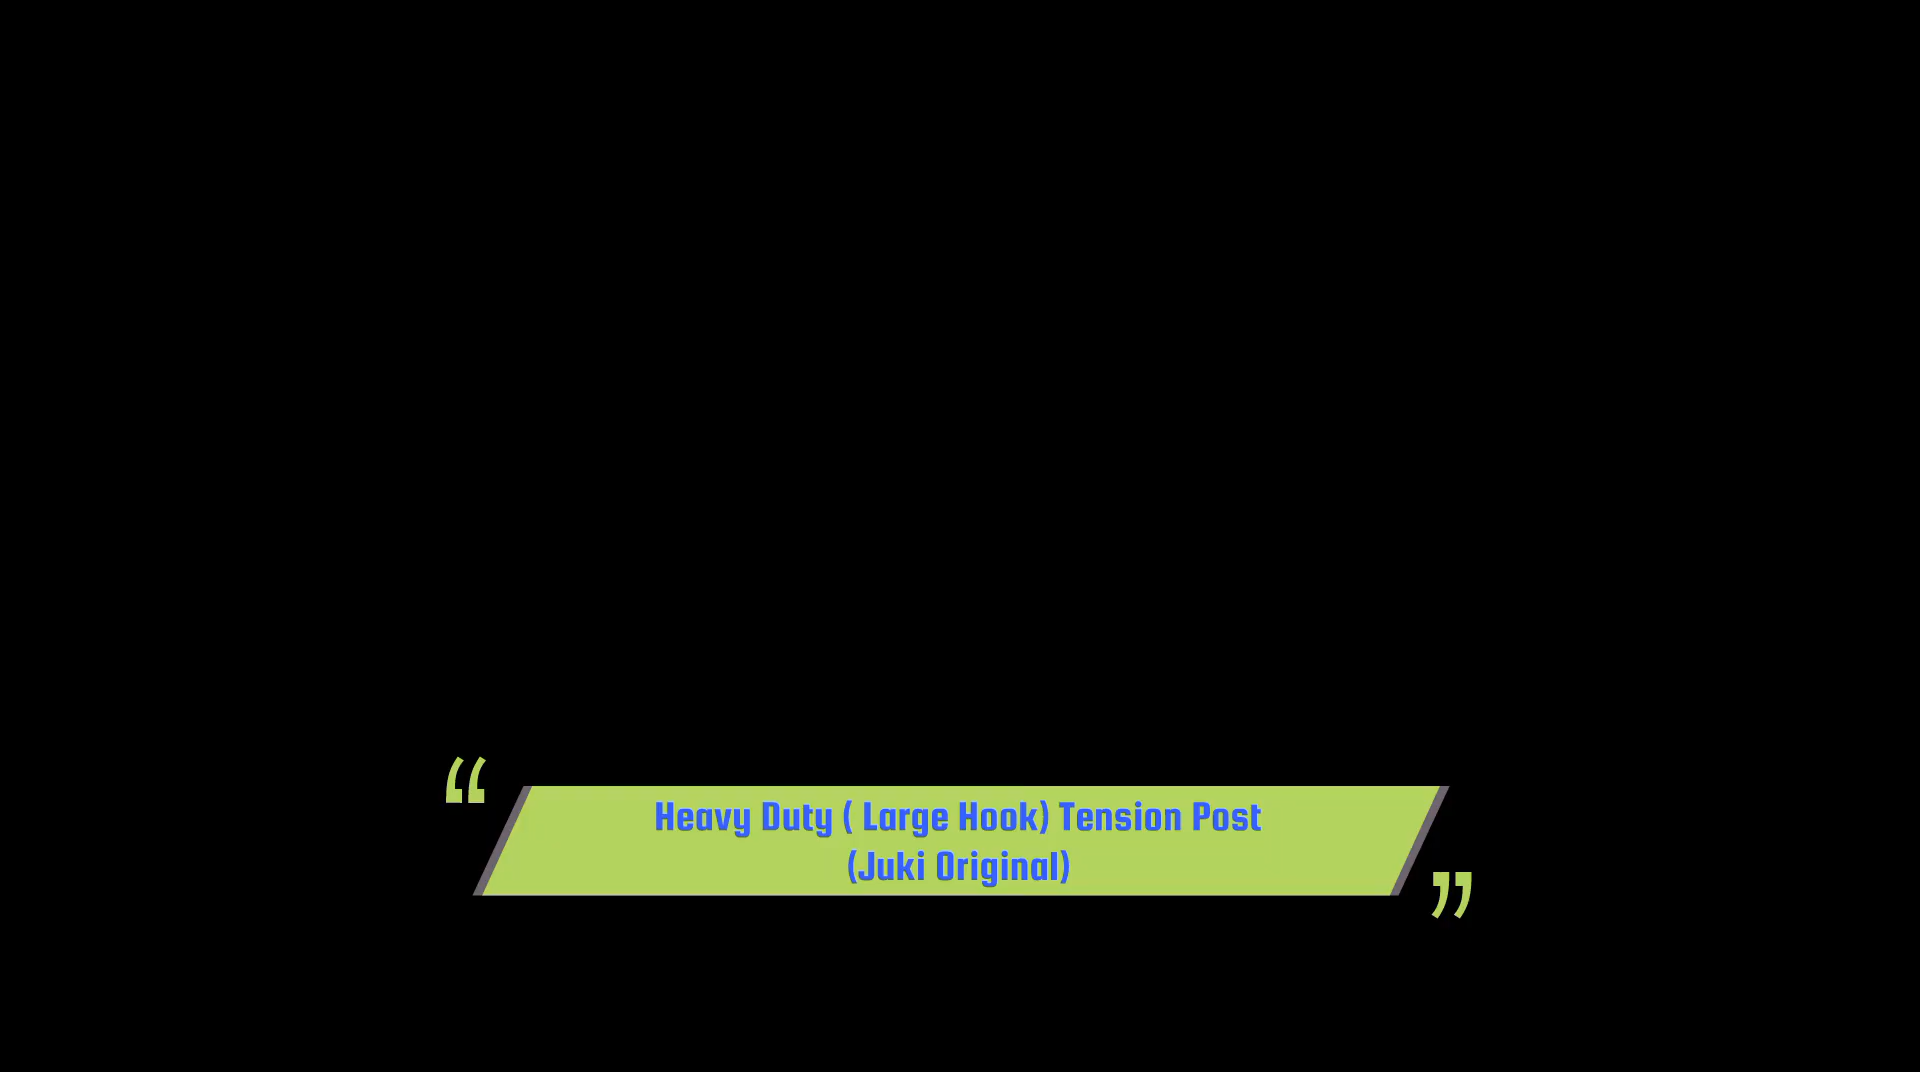 “
Heavy Duty ( Large Hook) Tension Post
(Juki Original)
”